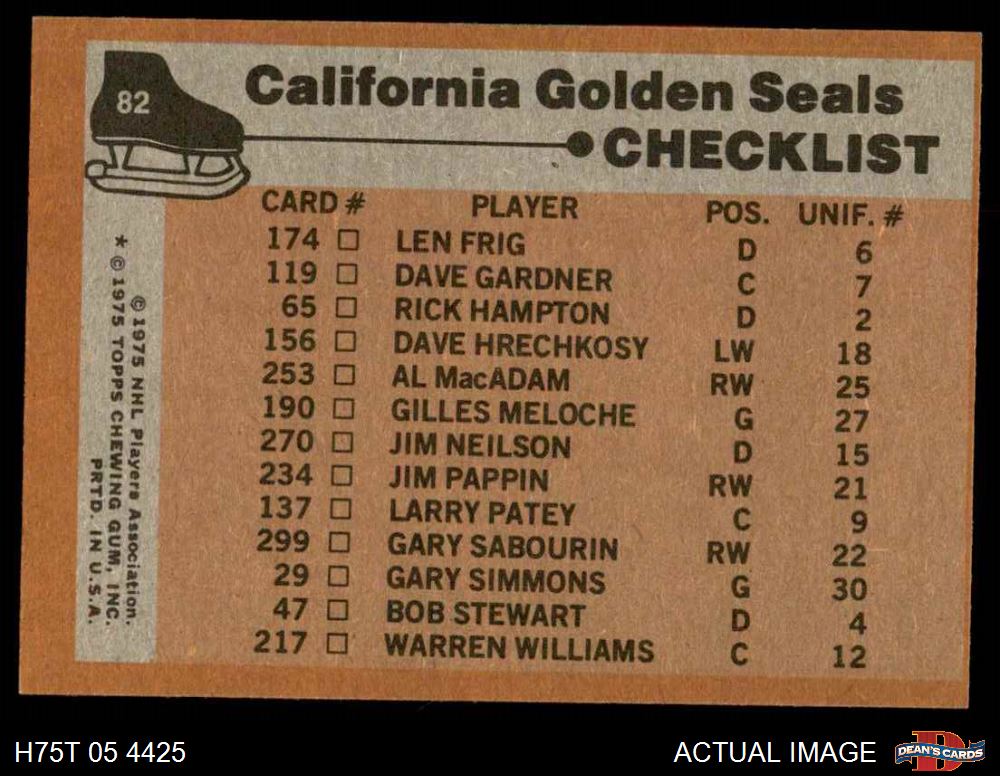 82
California Golden Seals
CHECKLIST
CARD # PLAYER POS. UNIF. #
174 □ LEN FRIG D 6
119 □ DAVE GARDNER C 7
65 □ RICK HAMPTON D 2
156 □ DAVE HRECHKOSY LW 18
253 □ AL MacADAM RW 25
190 □ GILLES MELOCHE G 27
270 □ JIM NEILSON D 15
234 □ JIM PAPPIN RW 21
137 □ LARRY PATEY C 9
299 □ GARY SABOURIN RW 22
29 □ GARY SIMMONS G 30
47 □ BOB STEWART D 4
217 □ WARREN WILLIAMS C 12
© 1975 NHL Players Association.
* © 1975 TOPPS CHEWING GUM, INC.
PRTD. IN U.S.A.
H75T 05 4425
ACTUAL IMAGE
DEAN'S CARDS